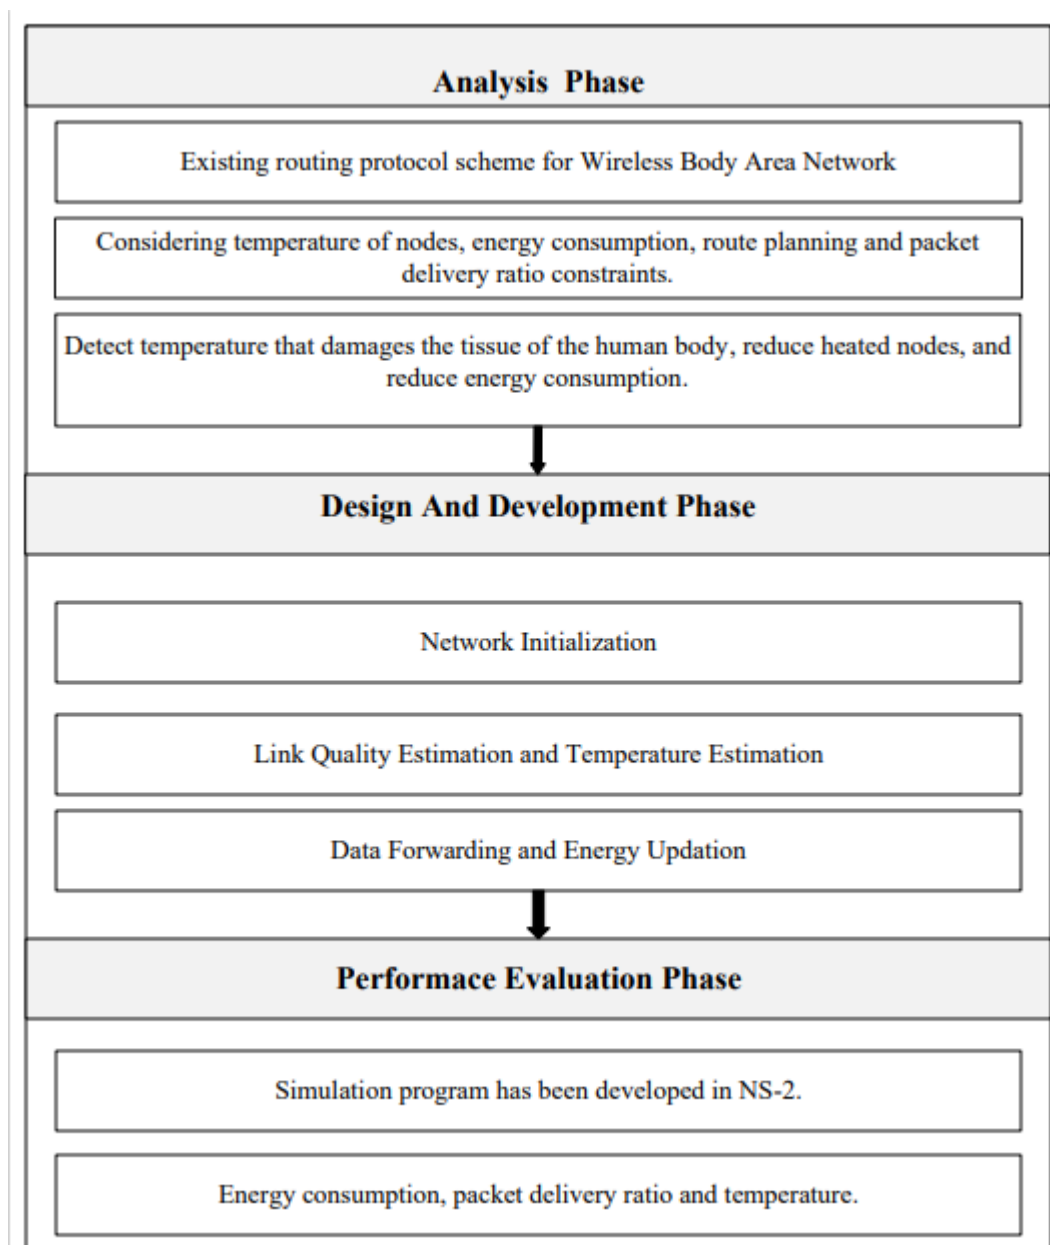 Analysis Phase
Existing routing protocol scheme for Wireless Body Area Network
Considering temperature of nodes, energy consumption, route planning and packet
delivery ratio constraints.
Detect temperature that damages the tissue of the human body, reduce heated nodes, and
reduce energy consumption.
Design And Development Phase
Network Initialization
Link Quality Estimation and Temperature Estimation
Data Forwarding and Energy Updation
Performace Evaluation Phase
Simulation program has been developed in NS-2.
Energy consumption, packet delivery ratio and temperature.